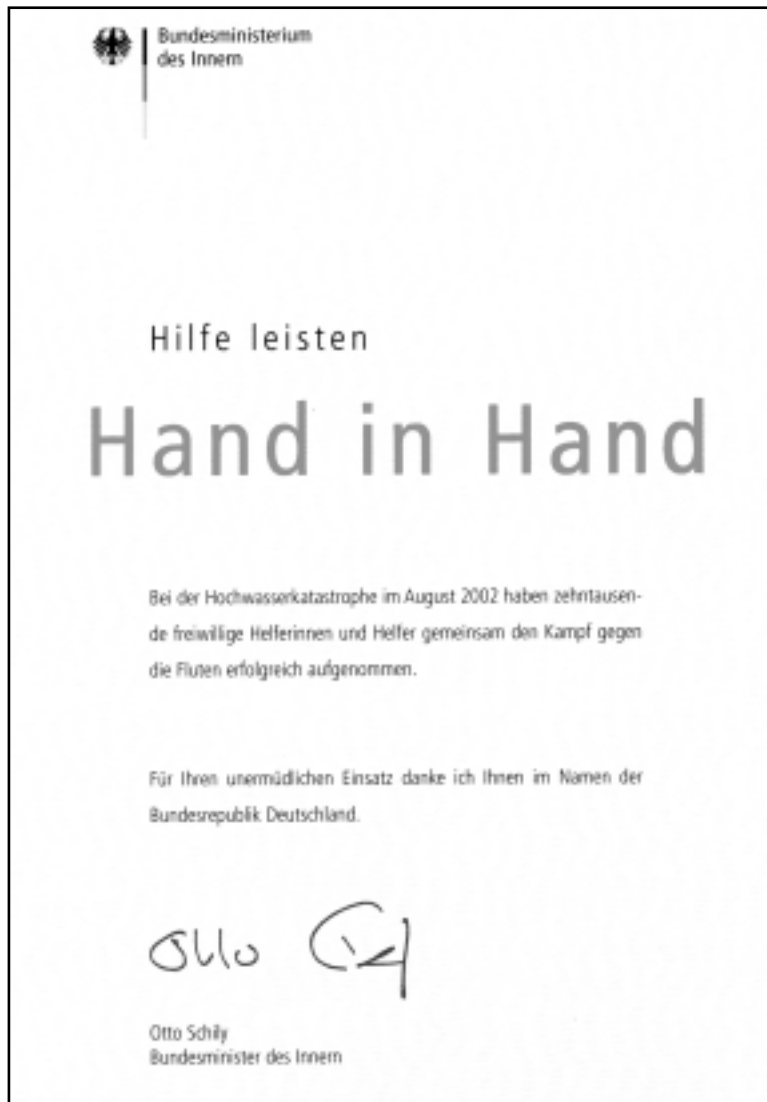 Bundesministerium
des Innern
Hilfe leisten
Hand in Hand
Bei der Hochwasserkatastrophe im August 2002 haben zehntausen-
de freiwillige Helferinnen und Helfer gemeinsam den Kampf gegen
die Fluten erfolgreich aufgenommen.
Für Ihren unermüdlichen Einsatz danke ich Ihnen im Namen der
Bundesrepublik Deutschland.
Otto
Otto Schily
Bundesminister des Innern